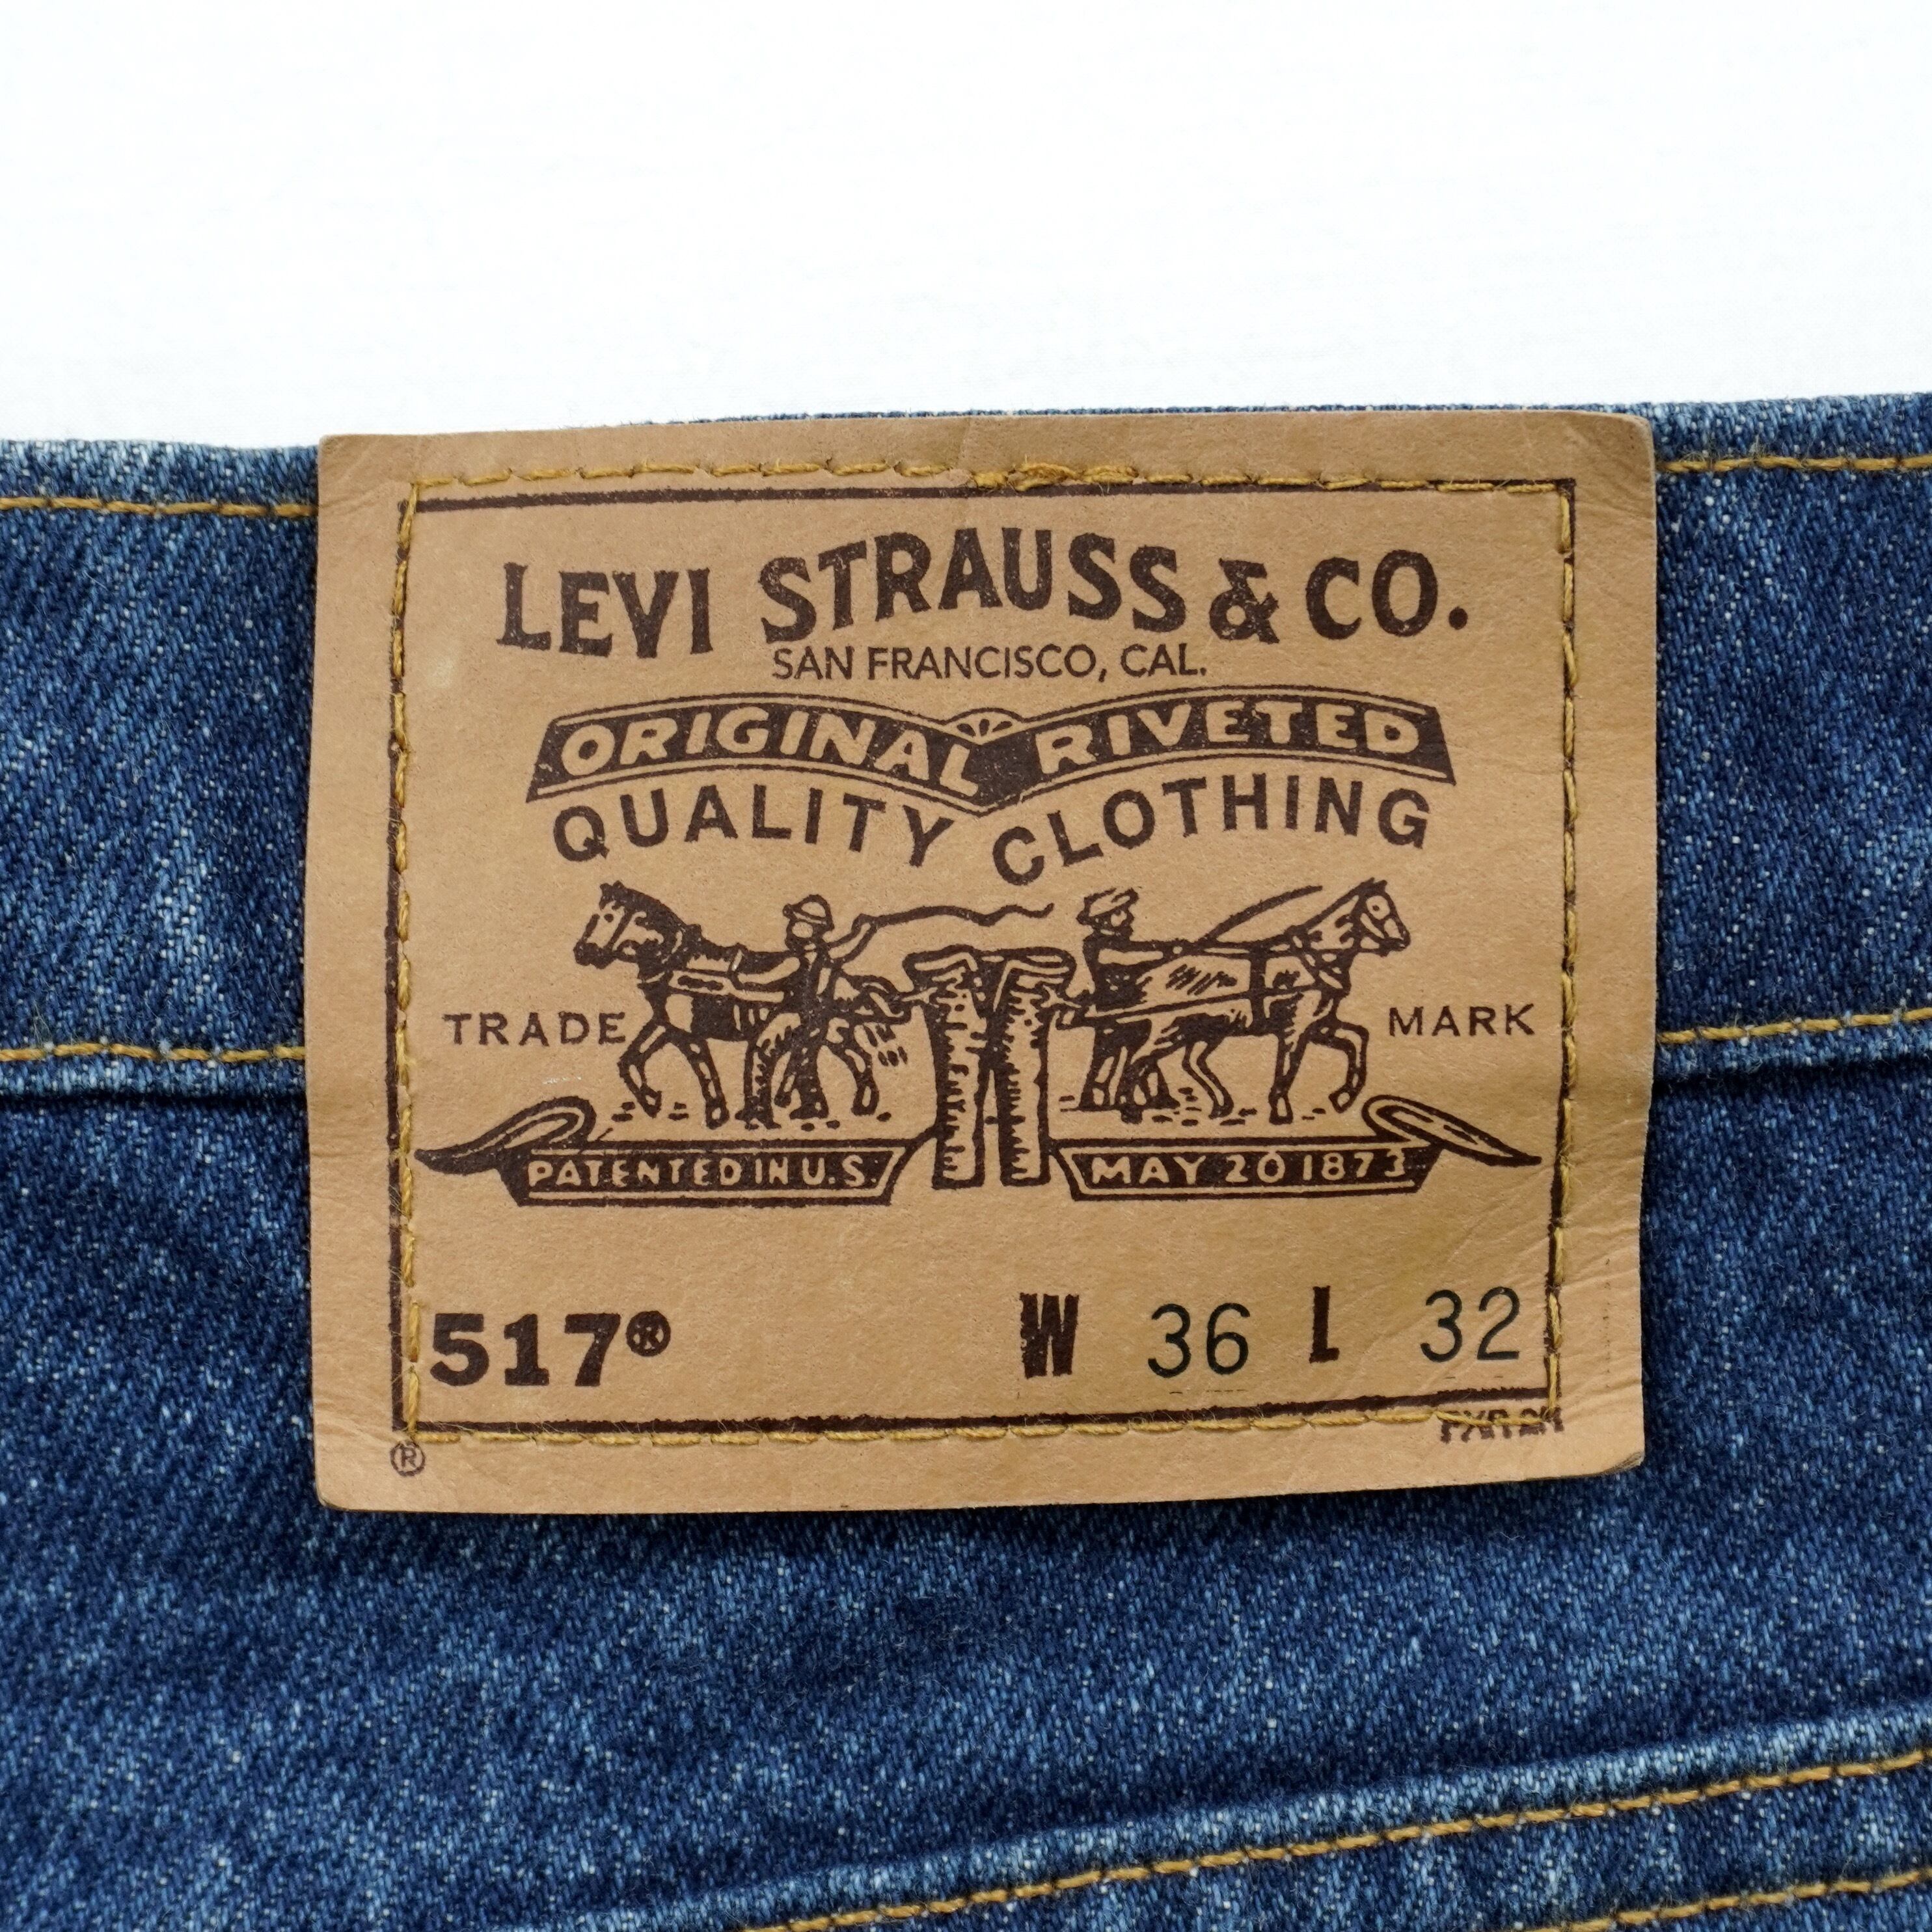 LEVI STRAUSS & CO.
SAN FRANCISCO, CAL.
ORIGINAL RIVETED
QUALITY CLOTHING
TRADE MARK
PATENTED IN U.S. MAY 20 1873
517® W 36 L 32
®